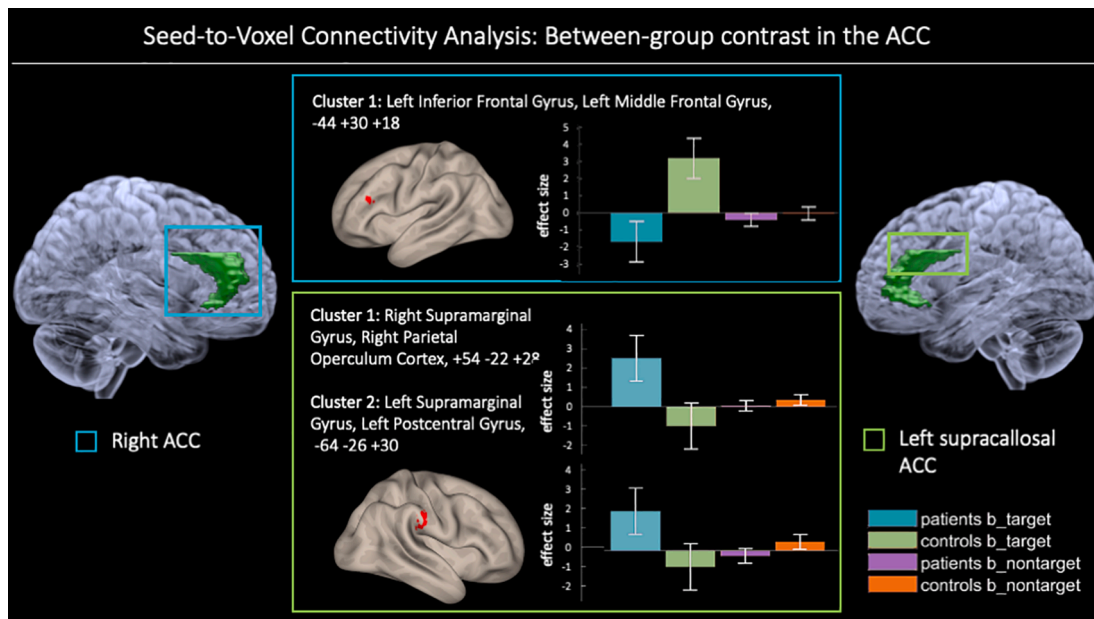 Seed-to-Voxel Connectivity Analysis: Between-group contrast in the ACC
Cluster 1: Left Inferior Frontal Gyrus, Left Middle Frontal Gyrus,
-44 +30 +18
effect size
5
4
3
2
1
0
-1
-2
-3
Right ACC
Cluster 1: Right Supramarginal
Gyrus, Right Parietal
Operculum Cortex, +54 -22 +28
effect size
4
3
2
1
0
-1
-2
Cluster 2: Left Supramarginal
Gyrus, Left Postcentral Gyrus,
-64 -26 +30
effect size
4
3
2
1
0
-1
-2
Left supracallosal
ACC
patients b_target
controls b_target
patients b_nontarget
controls b_nontarget